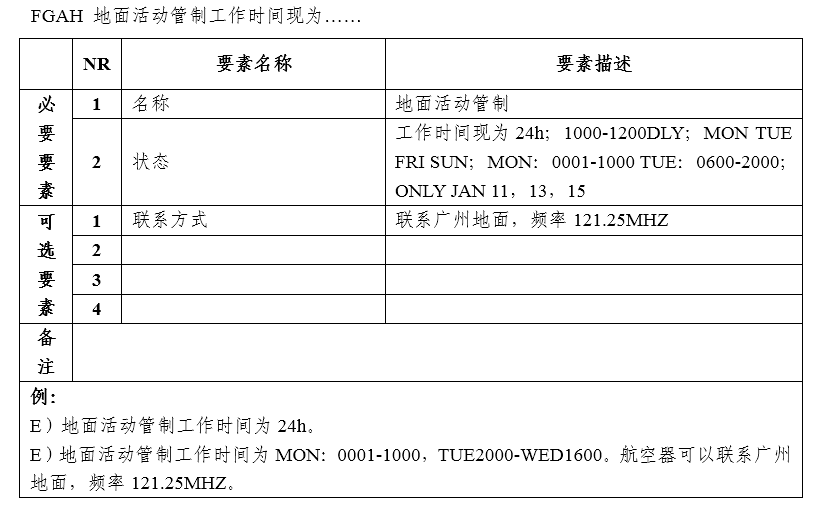 FGAH 地面活动管制工作时间现为……
NR 要素名称 要素描述
必要要素
1 名称 地面活动管制
2 状态 工作时间现为 24h；1000-1200DLY；MON TUE
FRI SUN；MON：0001-1000 TUE：0600-2000；
ONLY JAN 11，13，15
可选要素
1 联系方式 联系广州地面，频率 121.25MHZ
2
3
4
备注
例：
E）地面活动管制工作时间为 24h。
E）地面活动管制工作时间为 MON：0001-1000，TUE2000-WED1600。航空器可以联系广州
地面，频率 121.25MHZ。